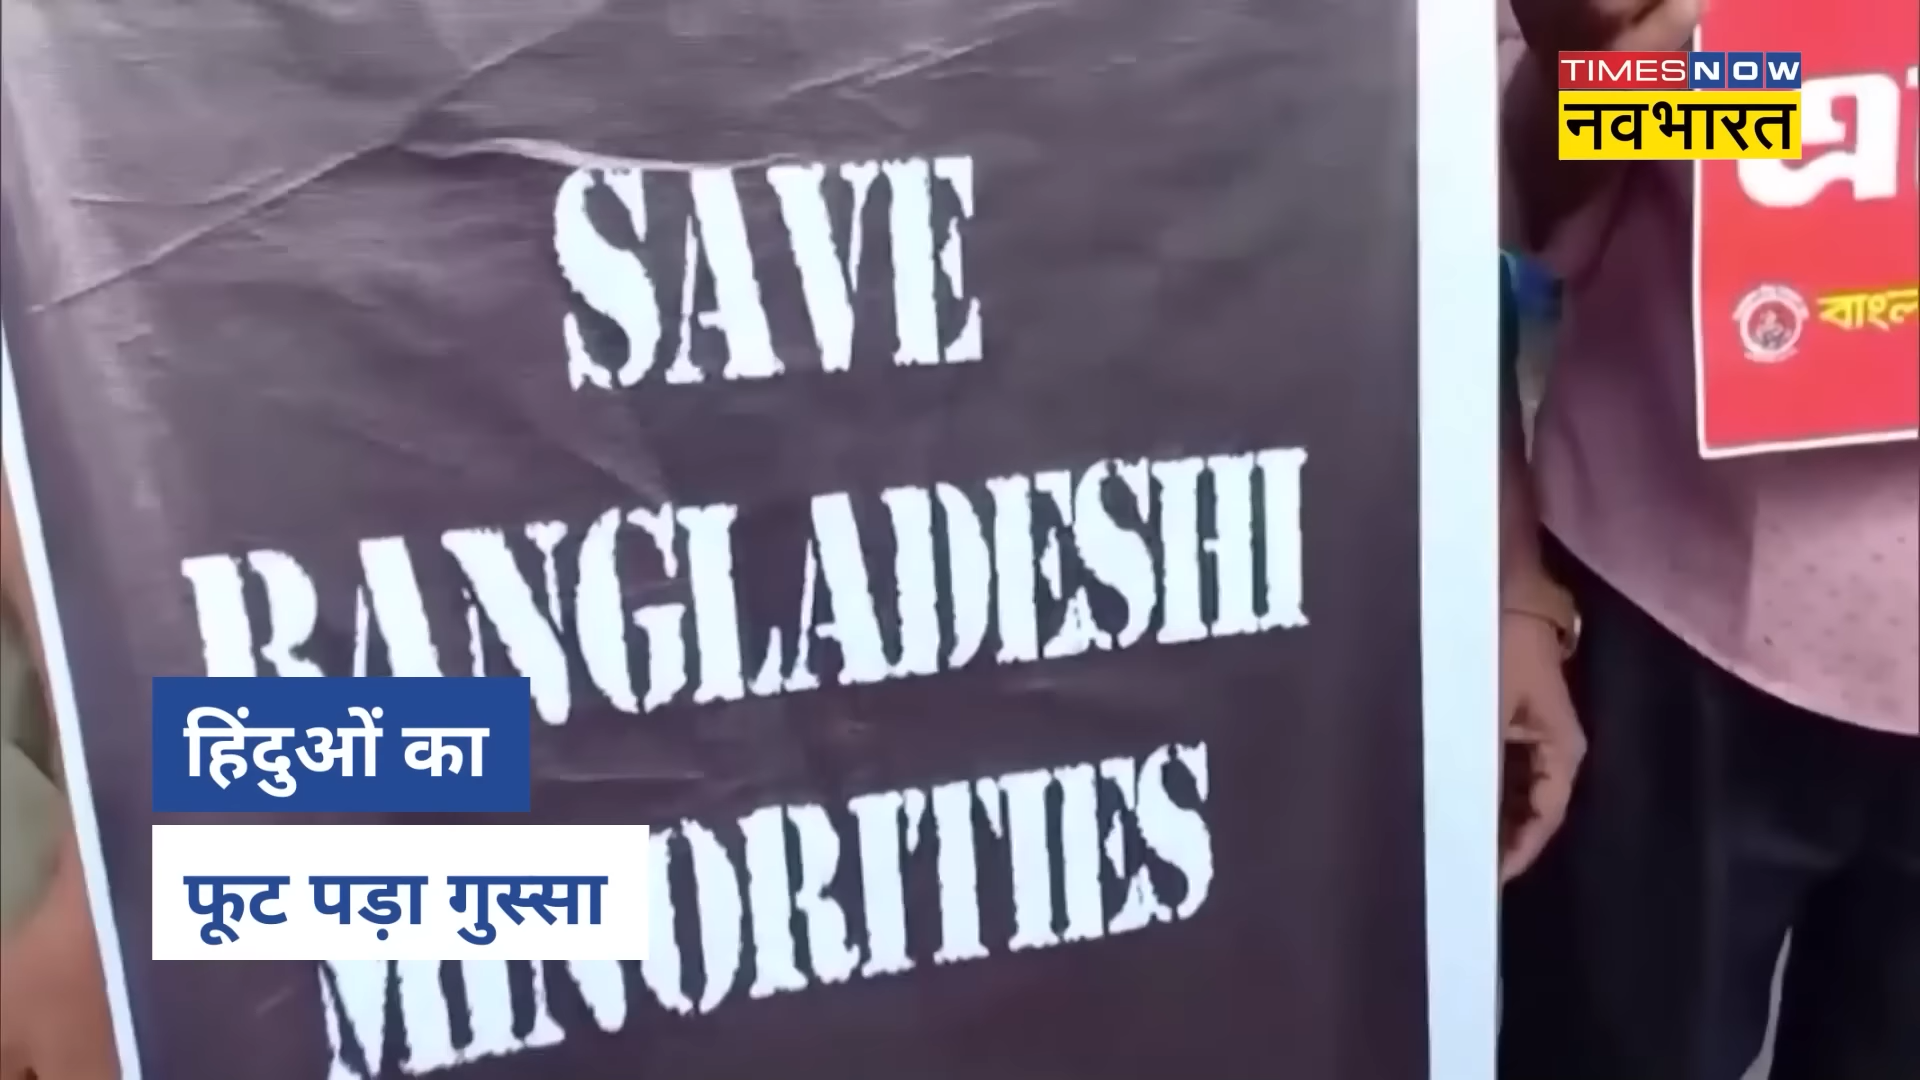 TIMES NOW
नवभारत
SAVE
BANGLADESHI
MINORITIES
हिंदुओं का
फूट पड़ा गुस्सा